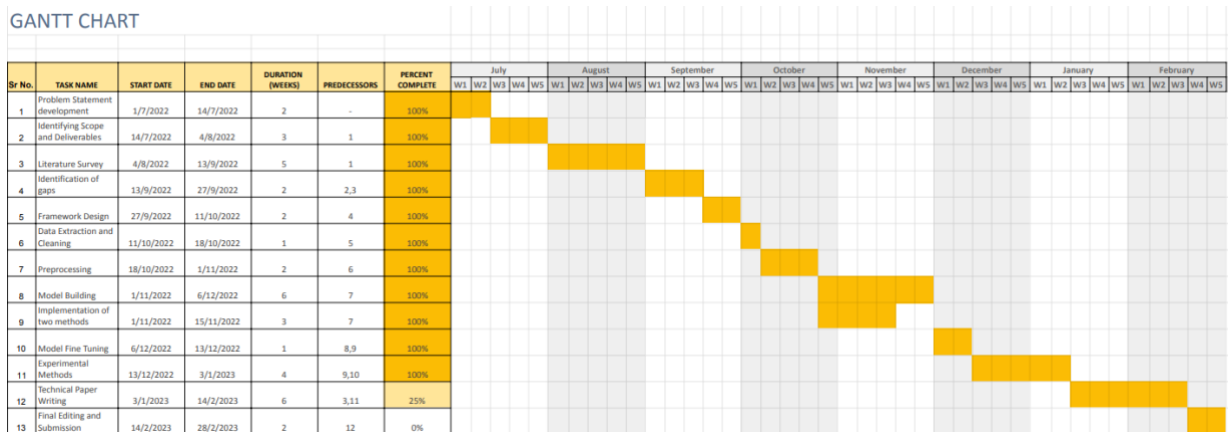 GANTT CHART
Sr No. TASK NAME START DATE END DATE DURATION (WEEKS) PREDECESSORS PERCENT COMPLETE July August September October November December January February
W1 W2 W3 W4 W5 W1 W2 W3 W4 W5 W1 W2 W3 W4 W5 W1 W2 W3 W4 W5 W1 W2 W3 W4 W5 W1 W2 W3 W4 W5 W1 W2 W3 W4 W5 W1 W2 W3 W4 W5
1 Problem Statement development 1/7/2022 14/7/2022 2 - 100%
2 Identifying Scope and Deliverables 14/7/2022 4/8/2022 3 1 100%
3 Literature Survey 4/8/2022 13/9/2022 5 1 100%
4 Identification of gaps 13/9/2022 27/9/2022 2 2,3 100%
5 Framework Design 27/9/2022 11/10/2022 2 4 100%
6 Data Extraction and Cleaning 11/10/2022 18/10/2022 1 5 100%
7 Preprocessing 18/10/2022 1/11/2022 2 6 100%
8 Model Building 1/11/2022 6/12/2022 6 7 100%
9 Implementation of two methods 1/11/2022 15/11/2022 3 7 100%
10 Model Fine Tuning 6/12/2022 13/12/2022 1 8,9 100%
11 Experimental Methods 13/12/2022 3/1/2023 4 9,10 100%
12 Technical Paper Writing 3/1/2023 14/2/2023 6 3,11 25%
13 Final Editing and Submission 14/2/2023 28/2/2023 2 12 0%